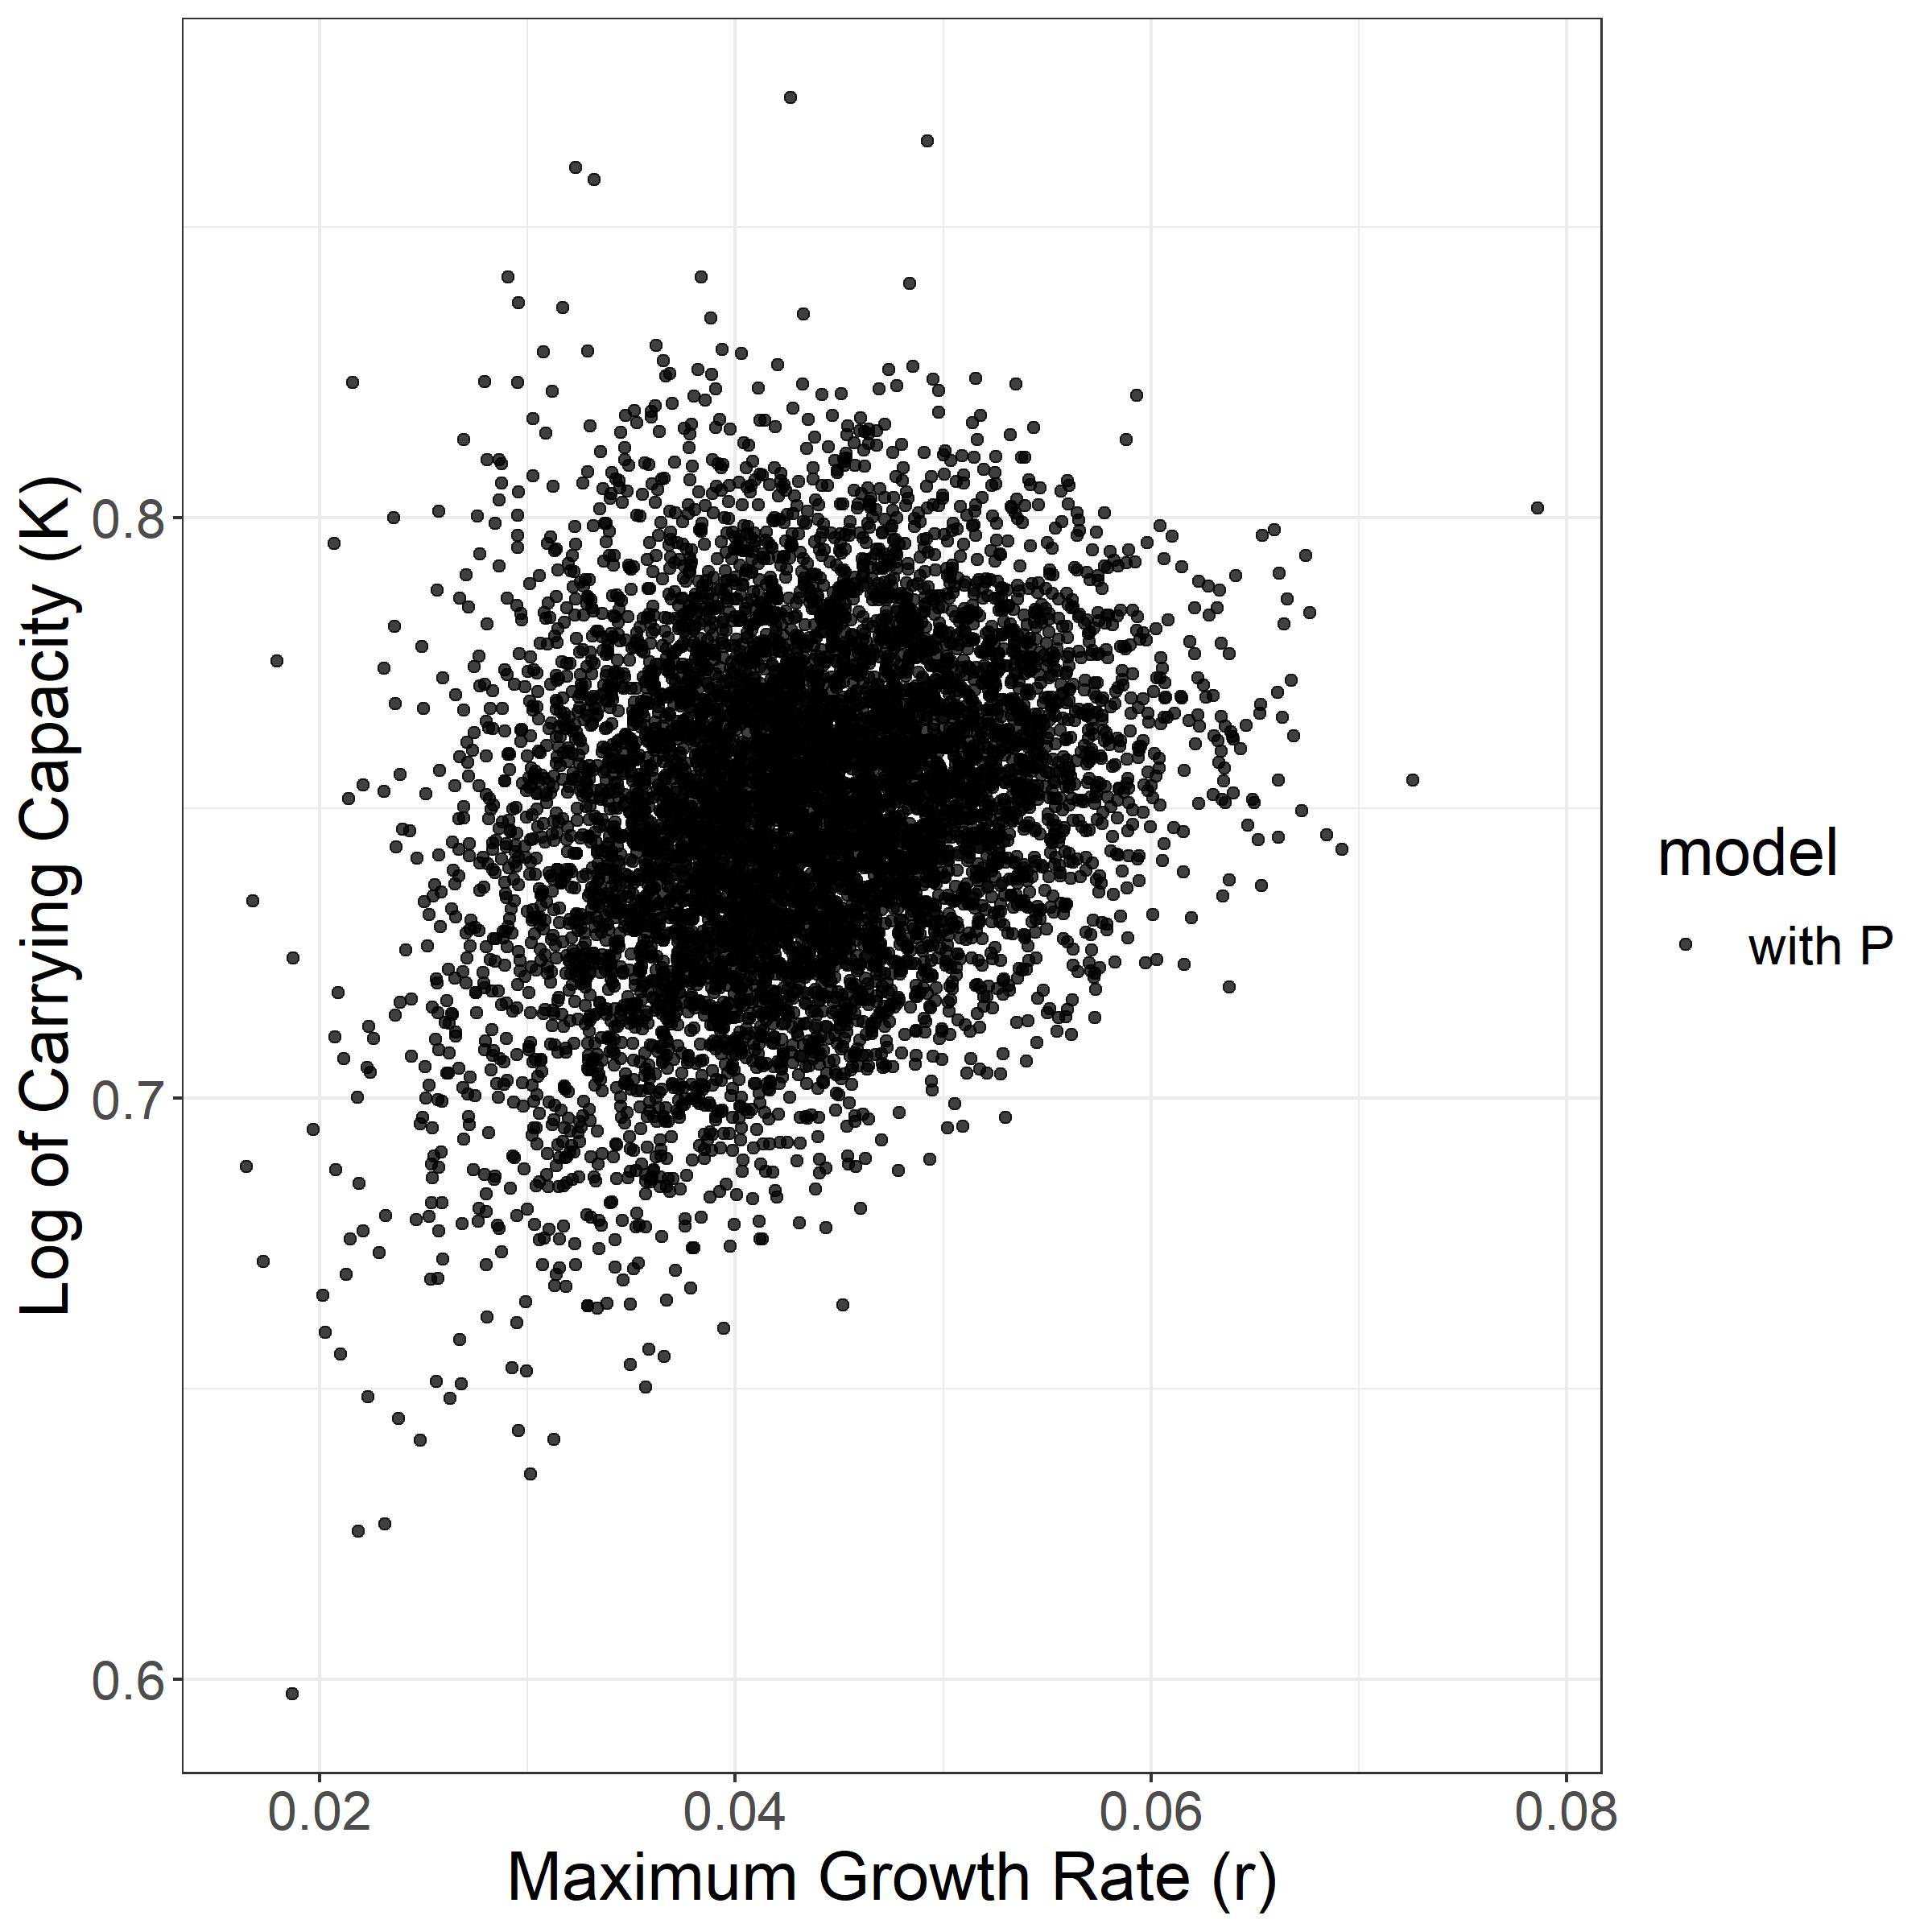 Log of Carrying Capacity (K)
0.8
0.7
0.6
0.02 0.04 0.06 0.08
Maximum Growth Rate (r)
model
with P